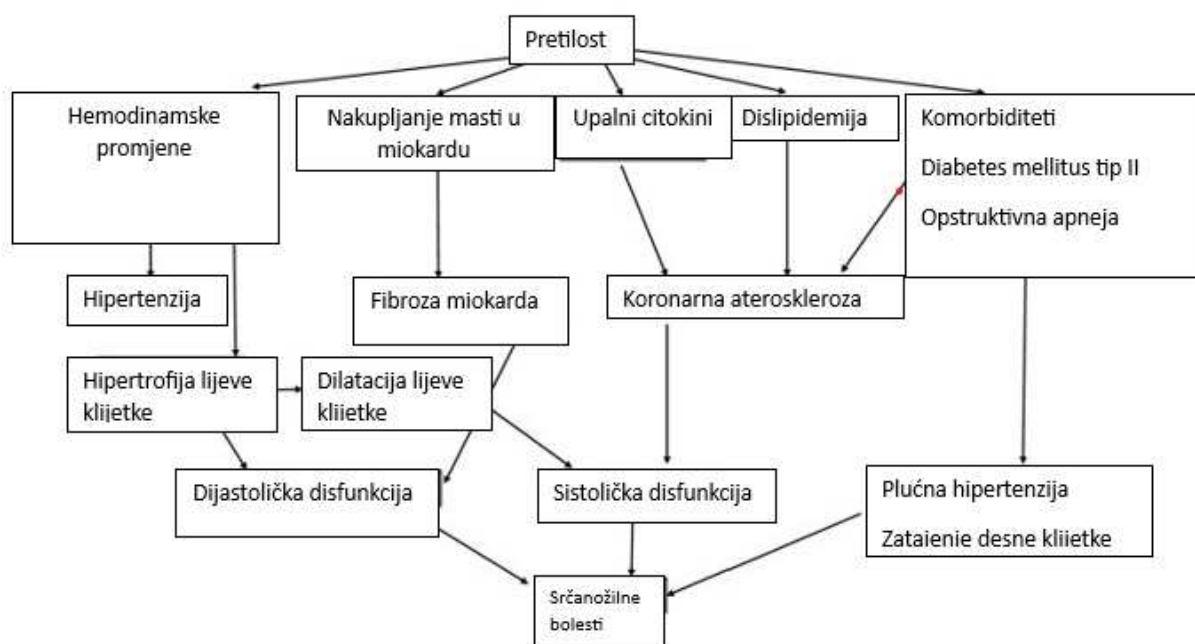 Pretilost
Hemodinamske
promjene
Nakupljanje masti u
miokardu
Upalni citokini
Dislipidemija
Komorbiditeti
Diabetes mellitus tip II
Opstruktivna apneja
Hipertenzija
Fibroza miokarda
Koronarna ateroskleroza
Hipertrofija lijeve
klijetke
Dilatacija lijeve
klijetke
Dijastolička disfunkcija
Sistolička disfunkcija
Plućna hipertenzija
Zatajenje desne klijetke
Srčanožilne
bolesti